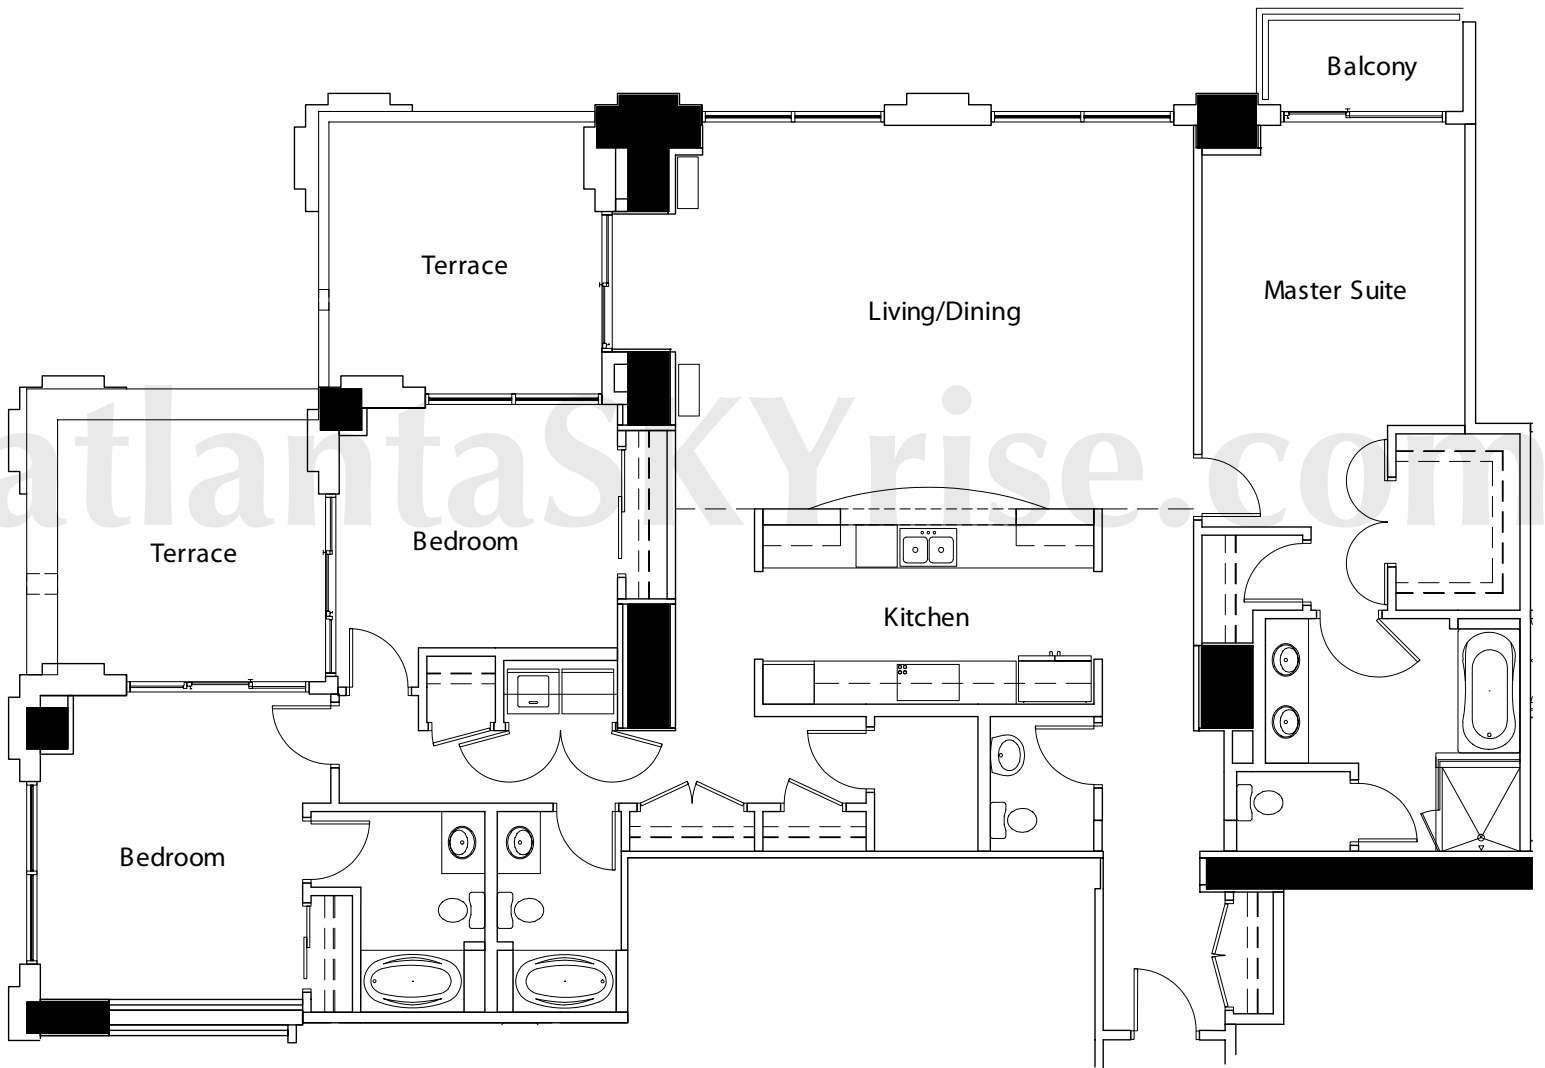 Balcony
Terrace
Master Suite
Living/Dining
atlantaSKYrise.com
Bedroom
Terrace
Kitchen
Bedroom